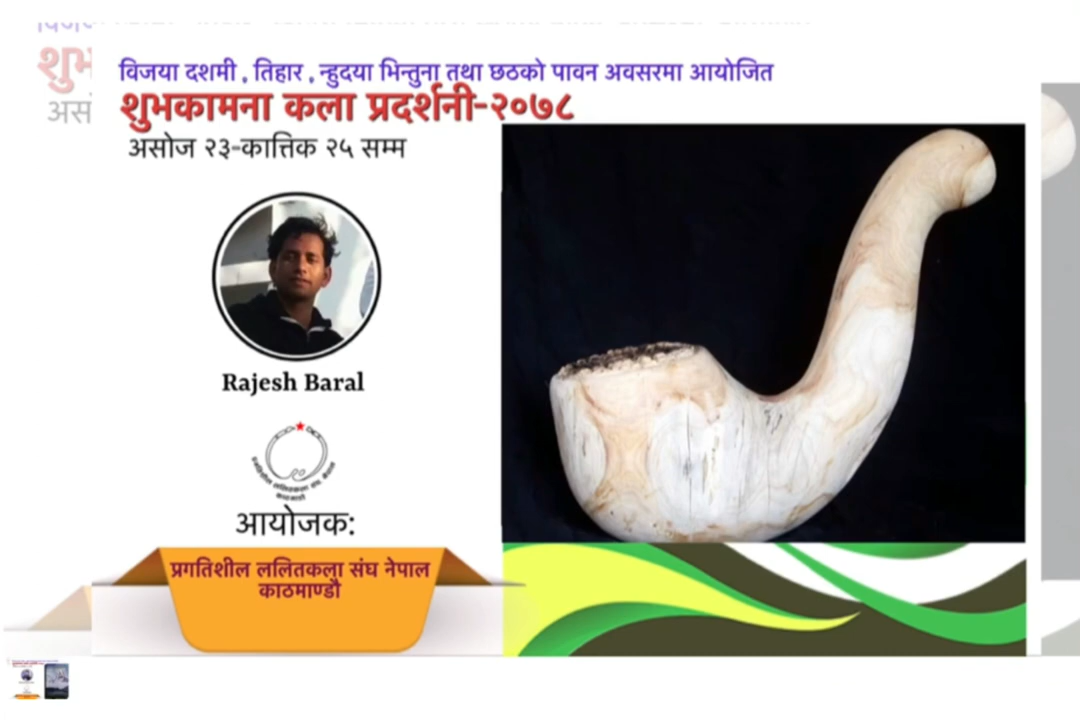 विजया दशमी , तिहार , न्हुदया भिन्तुना तथा छठको पावन अवसरमा आयोजित
शुभकामना कला प्रदर्शनी-२०७८
असोज २३-कात्तिक २५ सम्म
Rajesh Baral
आयोजक:
प्रगतिशील ललितकला संघ नेपाल
काठमाण्डौ